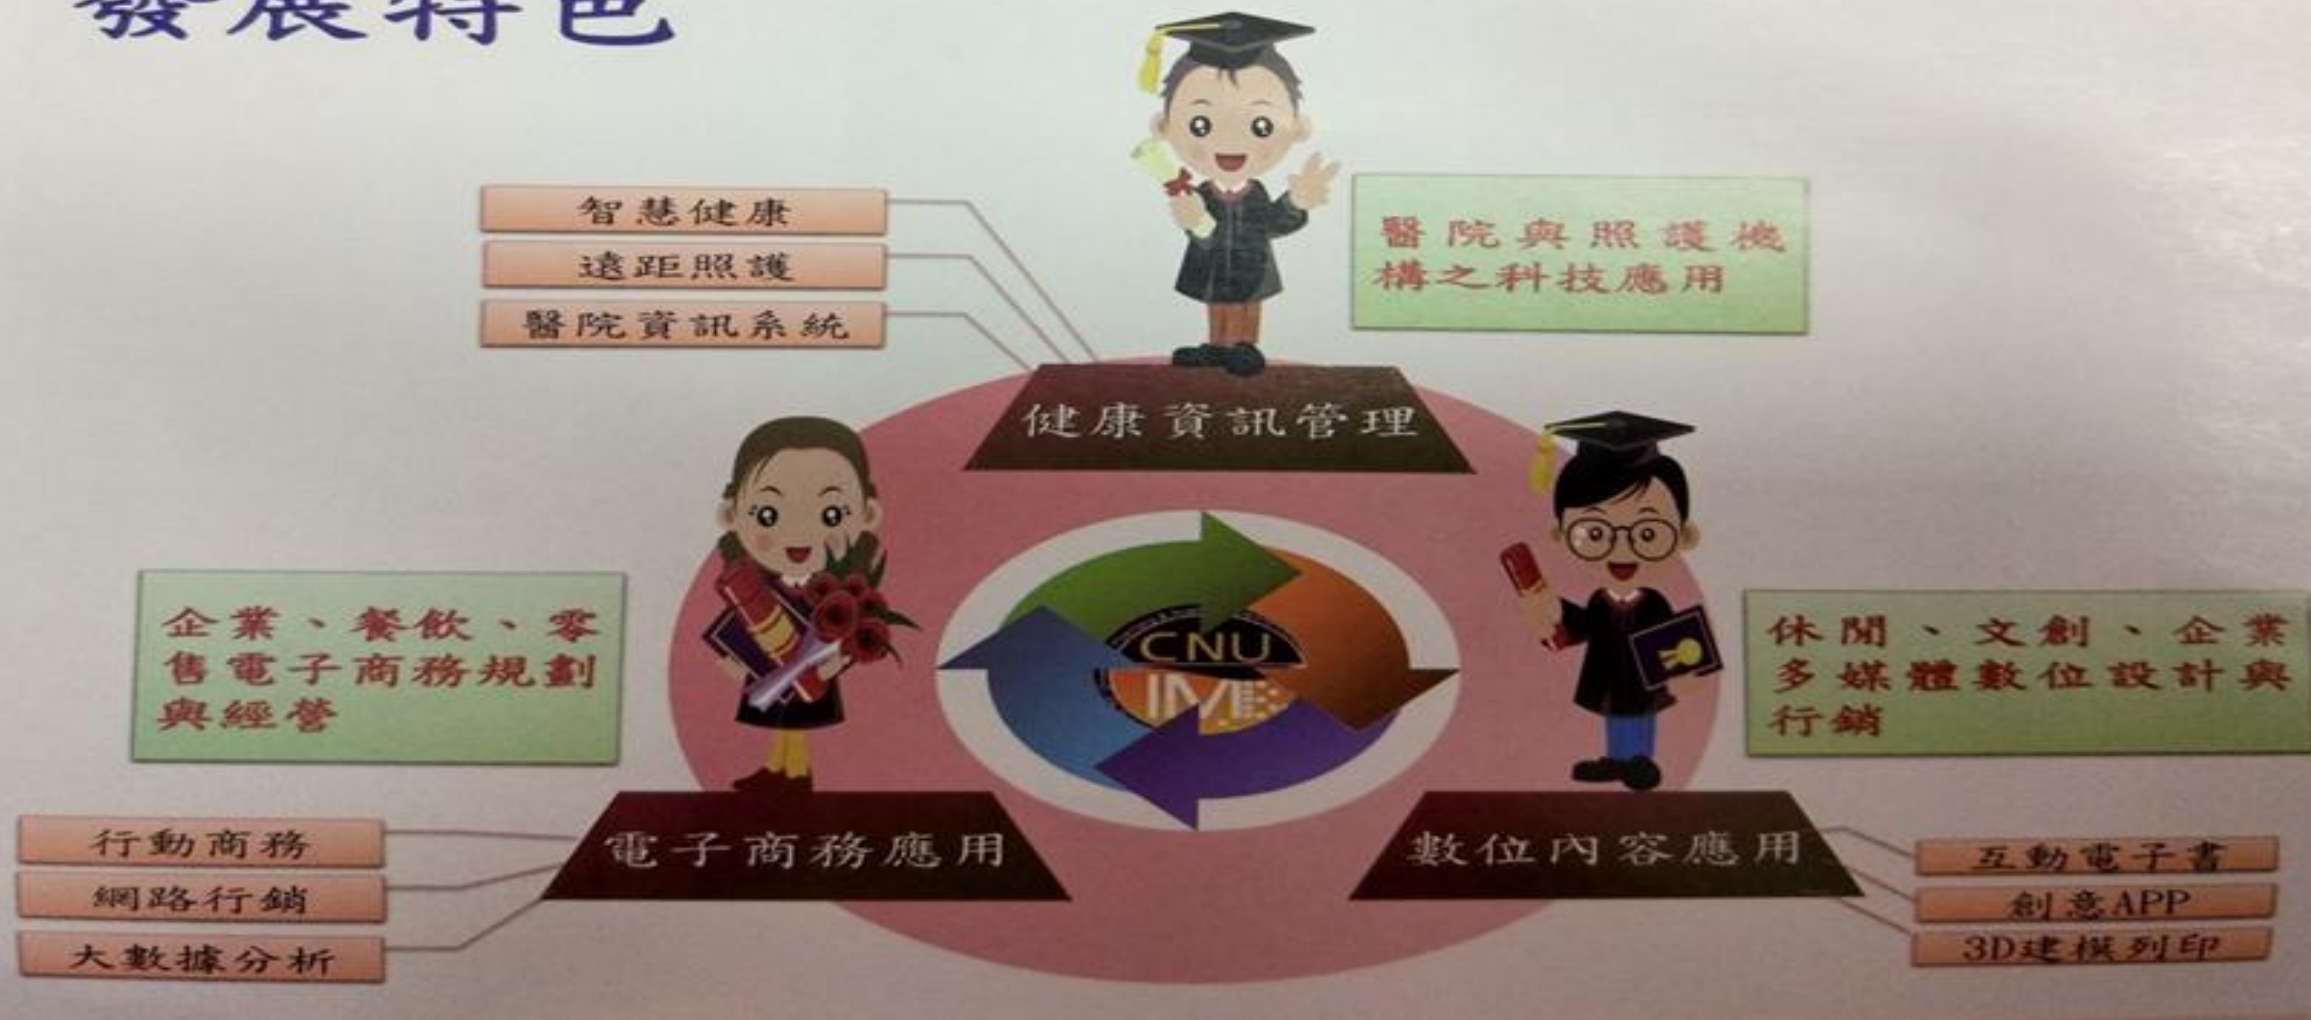 發展特色
智慧健康
遠距照護
醫院資訊系統
醫院與照護機
構之科技應用
健康資訊管理
企業、餐飲、零
售電子商務規劃
與經營
CNU
IM
休閒、文創、企業
多媒體數位設計與
行銷
電子商務應用
數位內容應用
行動商務
網路行銷
大數據分析
互動電子書
創意APP
3D建模列印